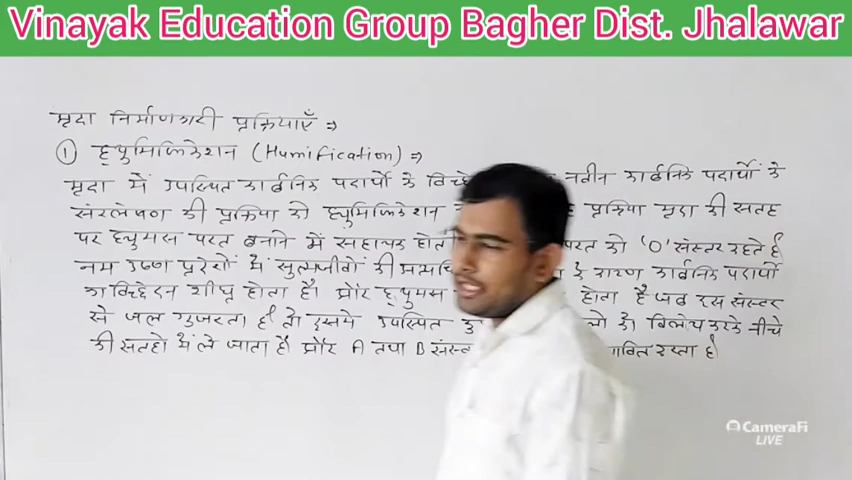 Vinayak Education Group Bagher Dist. Jhalawar
मृदा निर्माणकारी प्रक्रियाएँ ⇒
① ह्युमिफिकेशन (Humification) ⇒
मृदा में उपस्थित कार्बनिक पदार्थो के नवीन कार्बनिक पदार्थो के
संश्लेषण की प्रक्रिया को ह्युमिफिकेशन प्रक्रिया मृदा की सतह
पर ह्युमस परत बनाने में सहायक परत को 'O' संस्तर कहते है
नम उष्ण प्रदेशों में सुक्ष्मजीवों की के कारण कार्बनिक पदार्थो
का विच्छेदन शीघ्र होता है। और ह्युमस होता है जब इस संस्तर
से जल गुजरता है तो इसमे उपस्थित को विलेय करके नीचे
की सतहो में ले जाता है और A तथा B करता है
CameraFi
LIVE